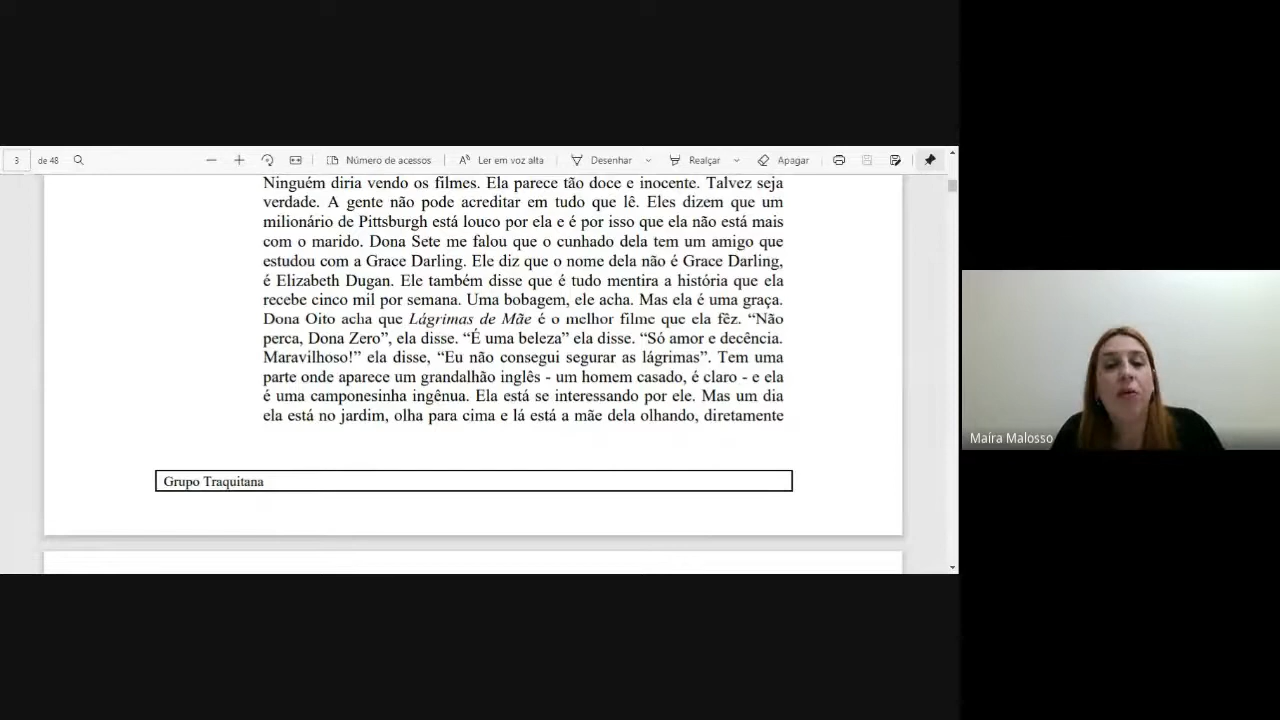 3 de 48 Número de acessos Ler em voz alta Desenhar Realçar Apagar
Ninguém diria vendo os filmes. Ela parece tão doce e inocente. Talvez seja
verdade. A gente não pode acreditar em tudo que lê. Eles dizem que um
milionário de Pittsburgh está louco por ela e é por isso que ela não está mais
com o marido. Dona Sete me falou que o cunhado dela tem um amigo que
estudou com a Grace Darling. Ele diz que o nome dela não é Grace Darling,
é Elizabeth Dugan. Ele também disse que é tudo mentira a história que ela
recebe cinco mil por semana. Uma bobagem, ele acha. Mas ela é uma graça.
Dona Oito acha que Lágrimas de Mãe é o melhor filme que ela fêz. “Não
perca, Dona Zero”, ela disse. “É uma beleza” ela disse. “Só amor e decência.
Maravilhoso!” ela disse, “Eu não consegui segurar as lágrimas”. Tem uma
parte onde aparece um grandalhão inglês - um homem casado, é claro - e ela
é uma camponesinha ingênua. Ela está se interessando por ele. Mas um dia
ela está no jardim, olha para cima e lá está a mãe dela olhando, diretamente
Grupo Traquitana
Maíra Malosso